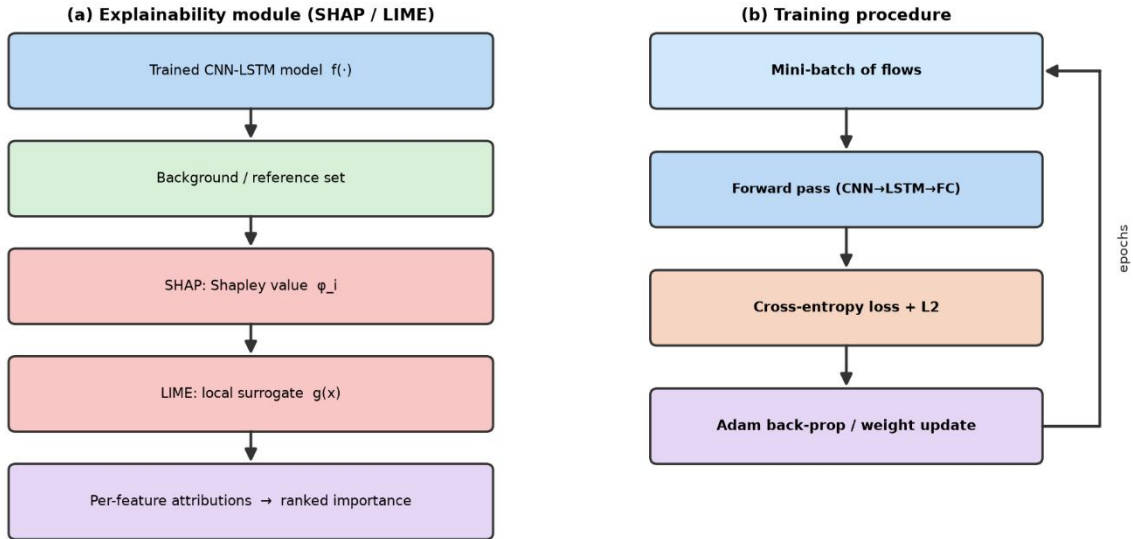 (a) Explainability module (SHAP / LIME)
Trained CNN-LSTM model f(·)
Background / reference set
SHAP: Shapley value φ_i
LIME: local surrogate g(x)
Per-feature attributions → ranked importance
(b) Training procedure
Mini-batch of flows
Forward pass (CNN→LSTM→FC)
Cross-entropy loss + L2
Adam back-prop / weight update
epochs